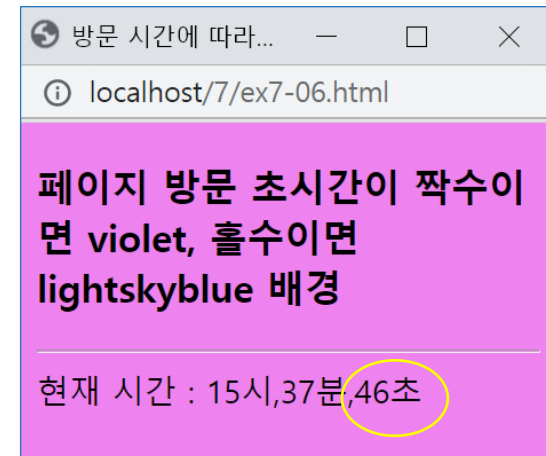 방문 시간에 따라...
localhost/7/ex7-06.html
페이지 방문 초시간이 짝수이
면 violet, 홀수이면
lightskyblue 배경
현재 시간 : 15시,37분,46초